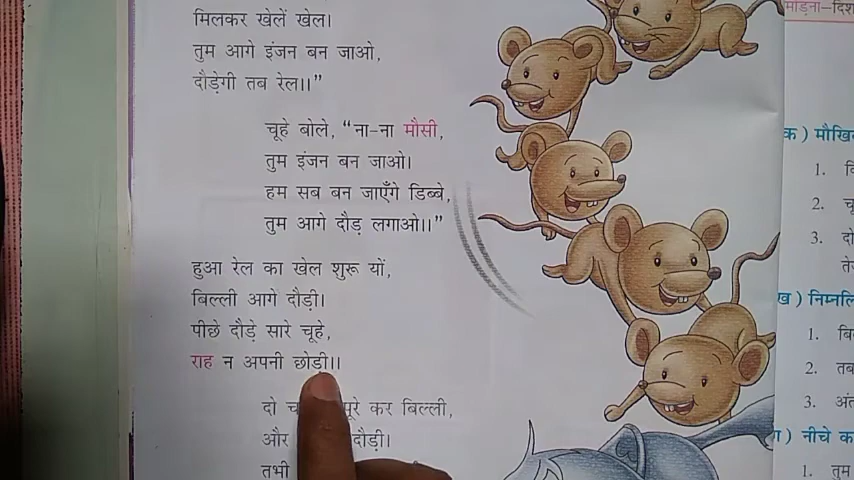 मिलकर खेलें खेल।
तुम आगे इंजन बन जाओ,
दौड़ेगी तब रेल।।”
चूहे बोले, “ना-ना मौसी,
तुम इंजन बन जाओ।
हम सब बन जाएँगे डिब्बे,
तुम आगे दौड़ लगाओ।।”
हुआ रेल का खेल शुरू यों,
बिल्ली आगे दौड़ी।
पीछे दौड़े सारे चूहे,
राह न अपनी छोड़ी।।
दो पूरे कर बिल्ली,
और दौड़ी।
तभी
मोड़ना–
क)
1.
2.
3. दो
ख)
1.
2. तब
3.
ग) नीचे
1. तुम